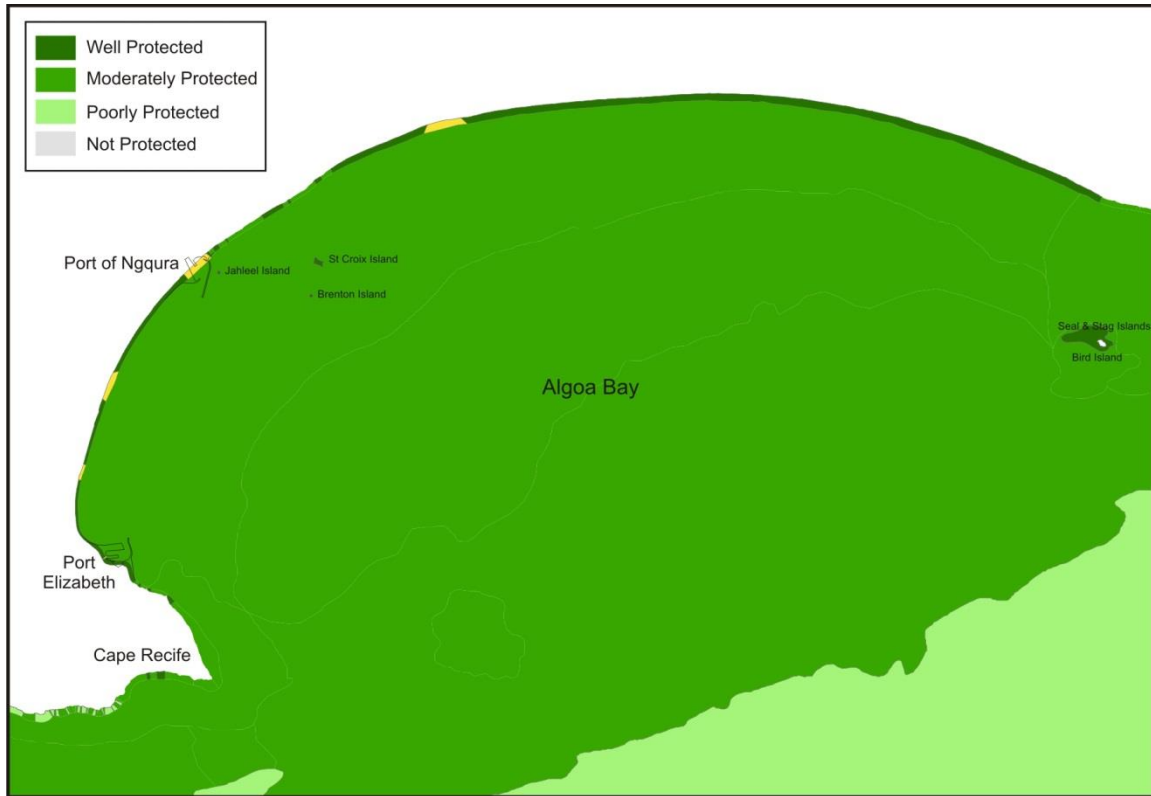 Well Protected
Moderately Protected
Poorly Protected
Not Protected
Port of Ngqura
Jahleel Island
St Croix Island
Brenton Island
Seal & Stag Islands
Bird Island
Algoa Bay
Port
Elizabeth
Cape Recife